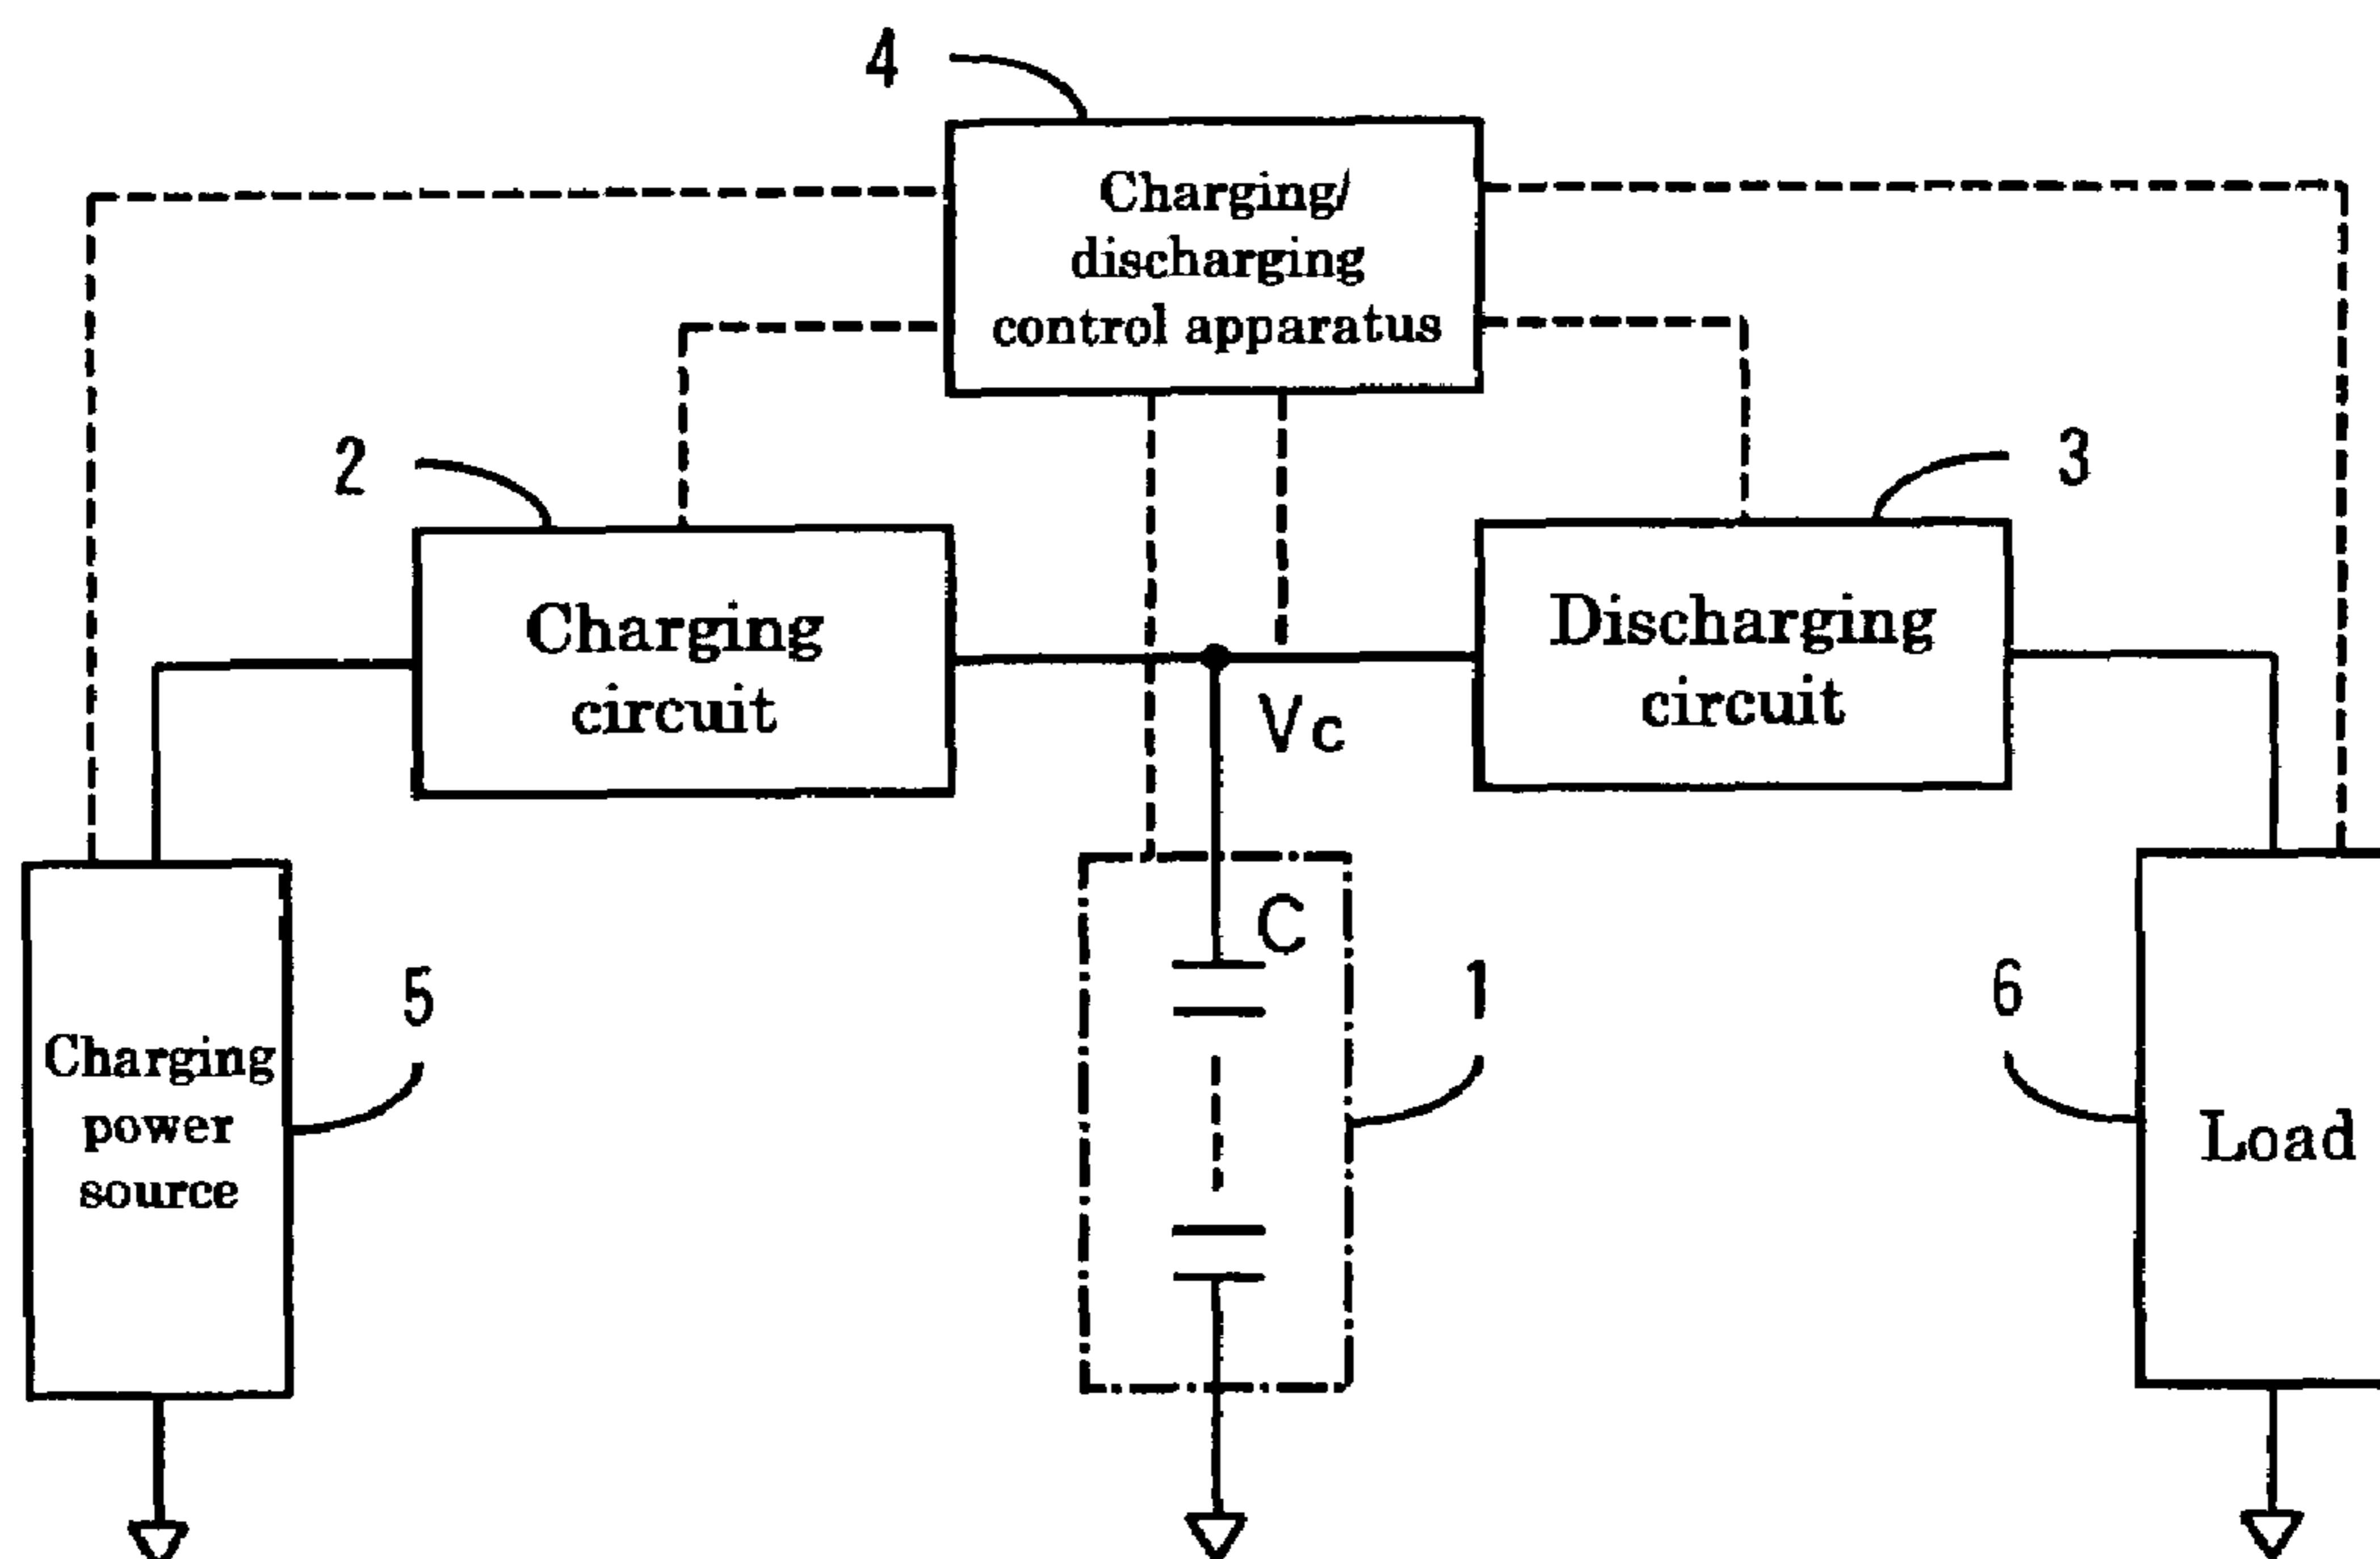 4
Charging/
discharging
control apparatus
2
3
Charging
circuit
Discharging
circuit
Vc
C
5
1
6
Charging
power
source
Load